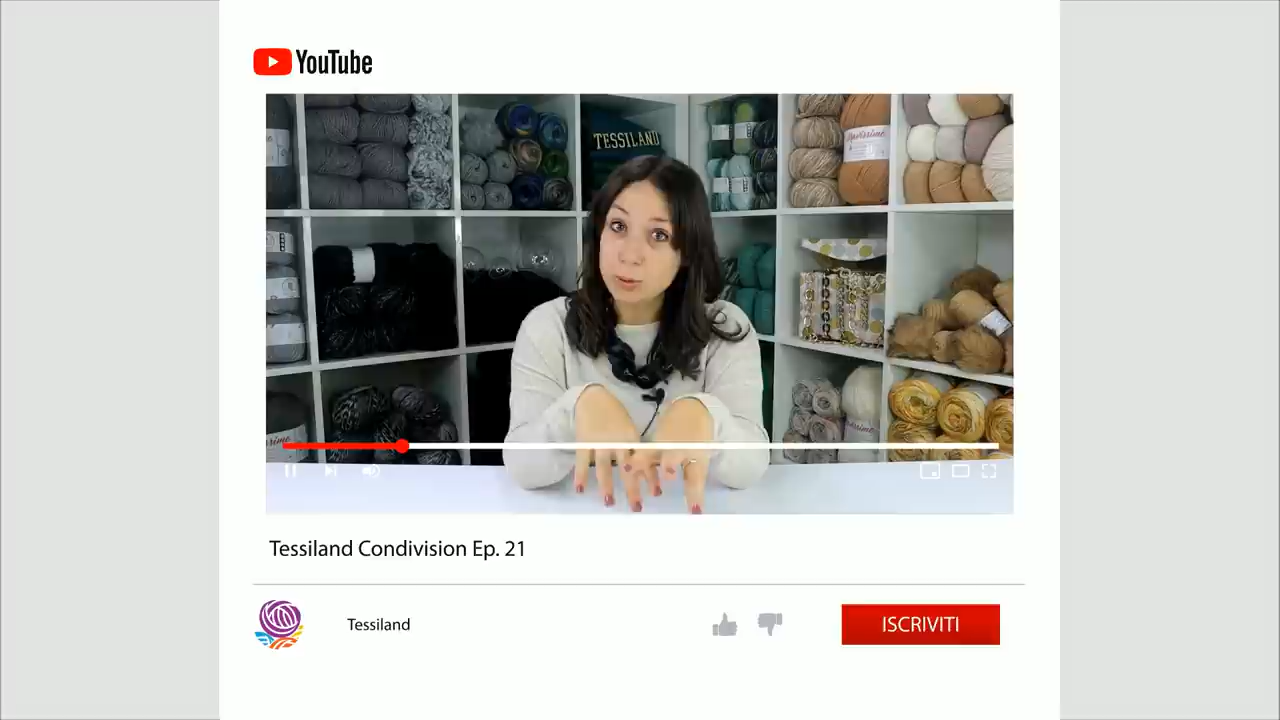 YouTube
TESSILAND
Tessiland Condivision Ep. 21
Tessiland
ISCRIVITI